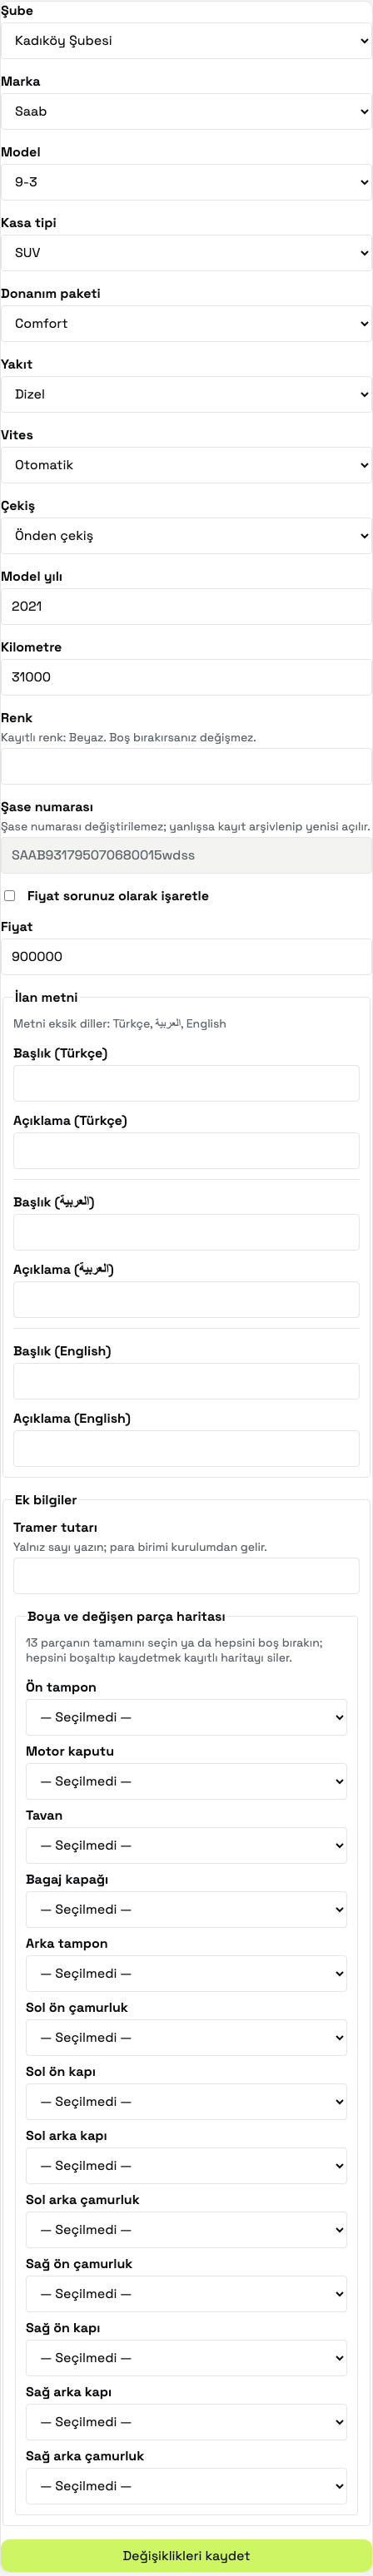 Şube
Kadıköy Şubesi
Marka
Saab
Model
9-3
Kasa tipi
SUV
Donanım paketi
Comfort
Yakıt
Dizel
Vites
Otomatik
Çekiş
Önden çekiş
Model yılı
2021
Kilometre
31000
Renk
Kayıtlı renk: Beyaz. Boş bırakırsanız değişmez.
Şase numarası
Şase numarası değiştirilemez; yanlışsa kayıt arşivlenip yenisi açılır.
SAAB931795070680015wdss
Fiyat sorunuz olarak işaretle
Fiyat
900000
İlan metni
Metni eksik diller: Türkçe, العربية, English
Başlık (Türkçe)
Açıklama (Türkçe)
Başlık (العربية)
Açıklama (العربية)
Başlık (English)
Açıklama (English)
Ek bilgiler
Tramer tutarı
Yalnız sayı yazın; para birimi kurulumdan gelir.
Boya ve değişen parça haritası
13 parçanın tamamını seçin ya da hepsini boş bırakın;
hepsini boşaltıp kaydetmek kayıtlı haritayı siler.
Ön tampon
— Seçilmedi —
Motor kaputu
— Seçilmedi —
Tavan
— Seçilmedi —
Bagaj kapağı
— Seçilmedi —
Arka tampon
— Seçilmedi —
Sol ön çamurluk
— Seçilmedi —
Sol ön kapı
— Seçilmedi —
Sol arka kapı
— Seçilmedi —
Sol arka çamurluk
— Seçilmedi —
Sağ ön çamurluk
— Seçilmedi —
Sağ ön kapı
— Seçilmedi —
Sağ arka kapı
— Seçilmedi —
Sağ arka çamurluk
— Seçilmedi —
Değişiklikleri kaydet